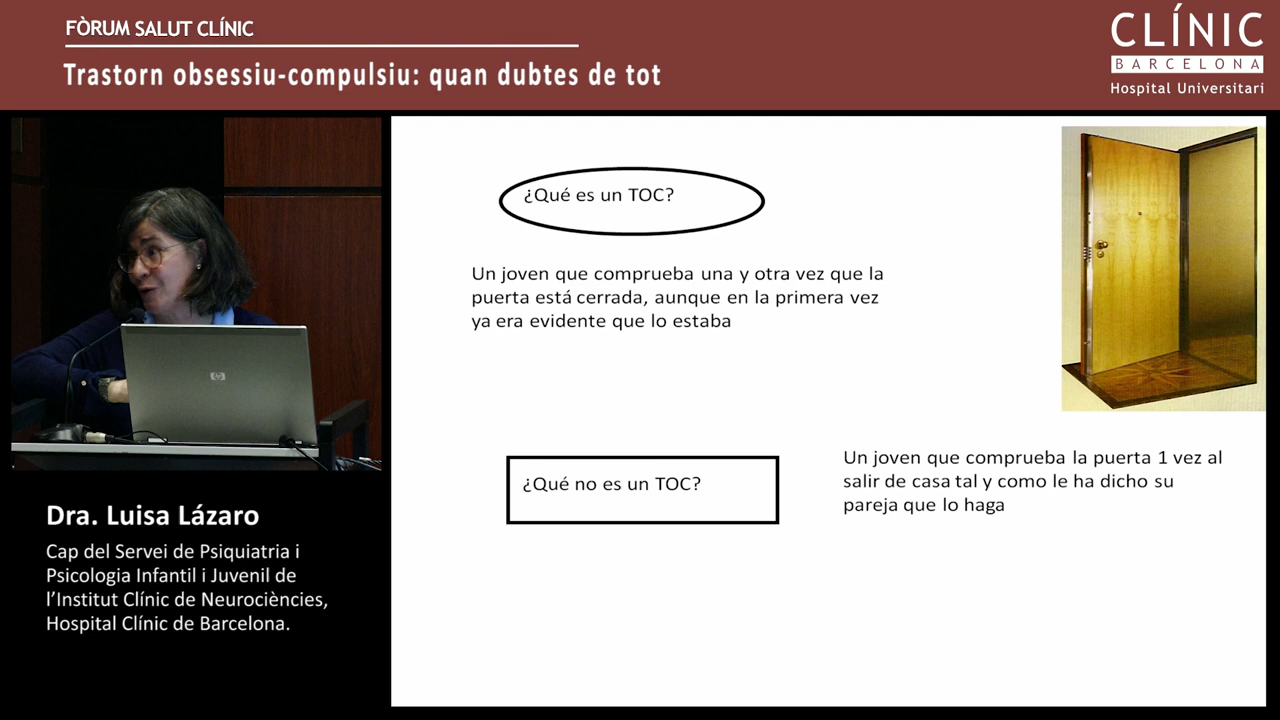 FÒRUM SALUT CLÍNIC
Trastorn obsessiu-compulsiu: quan dubtes de tot
CLÍNIC
BARCELONA
Hospital Universitari
¿Qué es un TOC?
Un joven que comprueba una y otra vez que la
puerta está cerrada, aunque en la primera vez
ya era evidente que lo estaba
¿Qué no es un TOC?
Un joven que comprueba la puerta 1 vez al
salir de casa tal y como le ha dicho su
pareja que lo haga
hp
Dra. Luisa Lázaro
Cap del Servei de Psiquiatria i
Psicologia Infantil i Juvenil de
l’Institut Clínic de Neurociències,
Hospital Clínic de Barcelona.